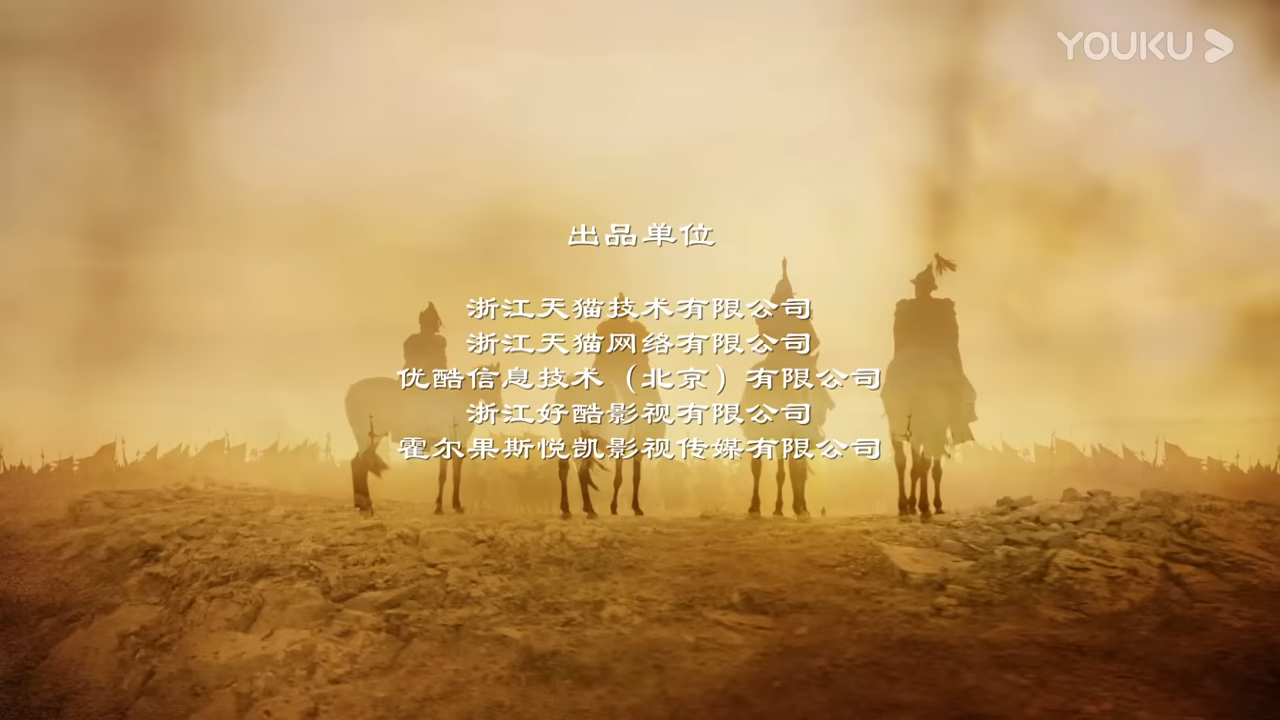 YOUKU
出品单位
浙江天猫技术有限公司
浙江天猫网络有限公司
优酷信息技术（北京）有限公司
浙江好酷影视有限公司
霍尔果斯悦凯影视传媒有限公司